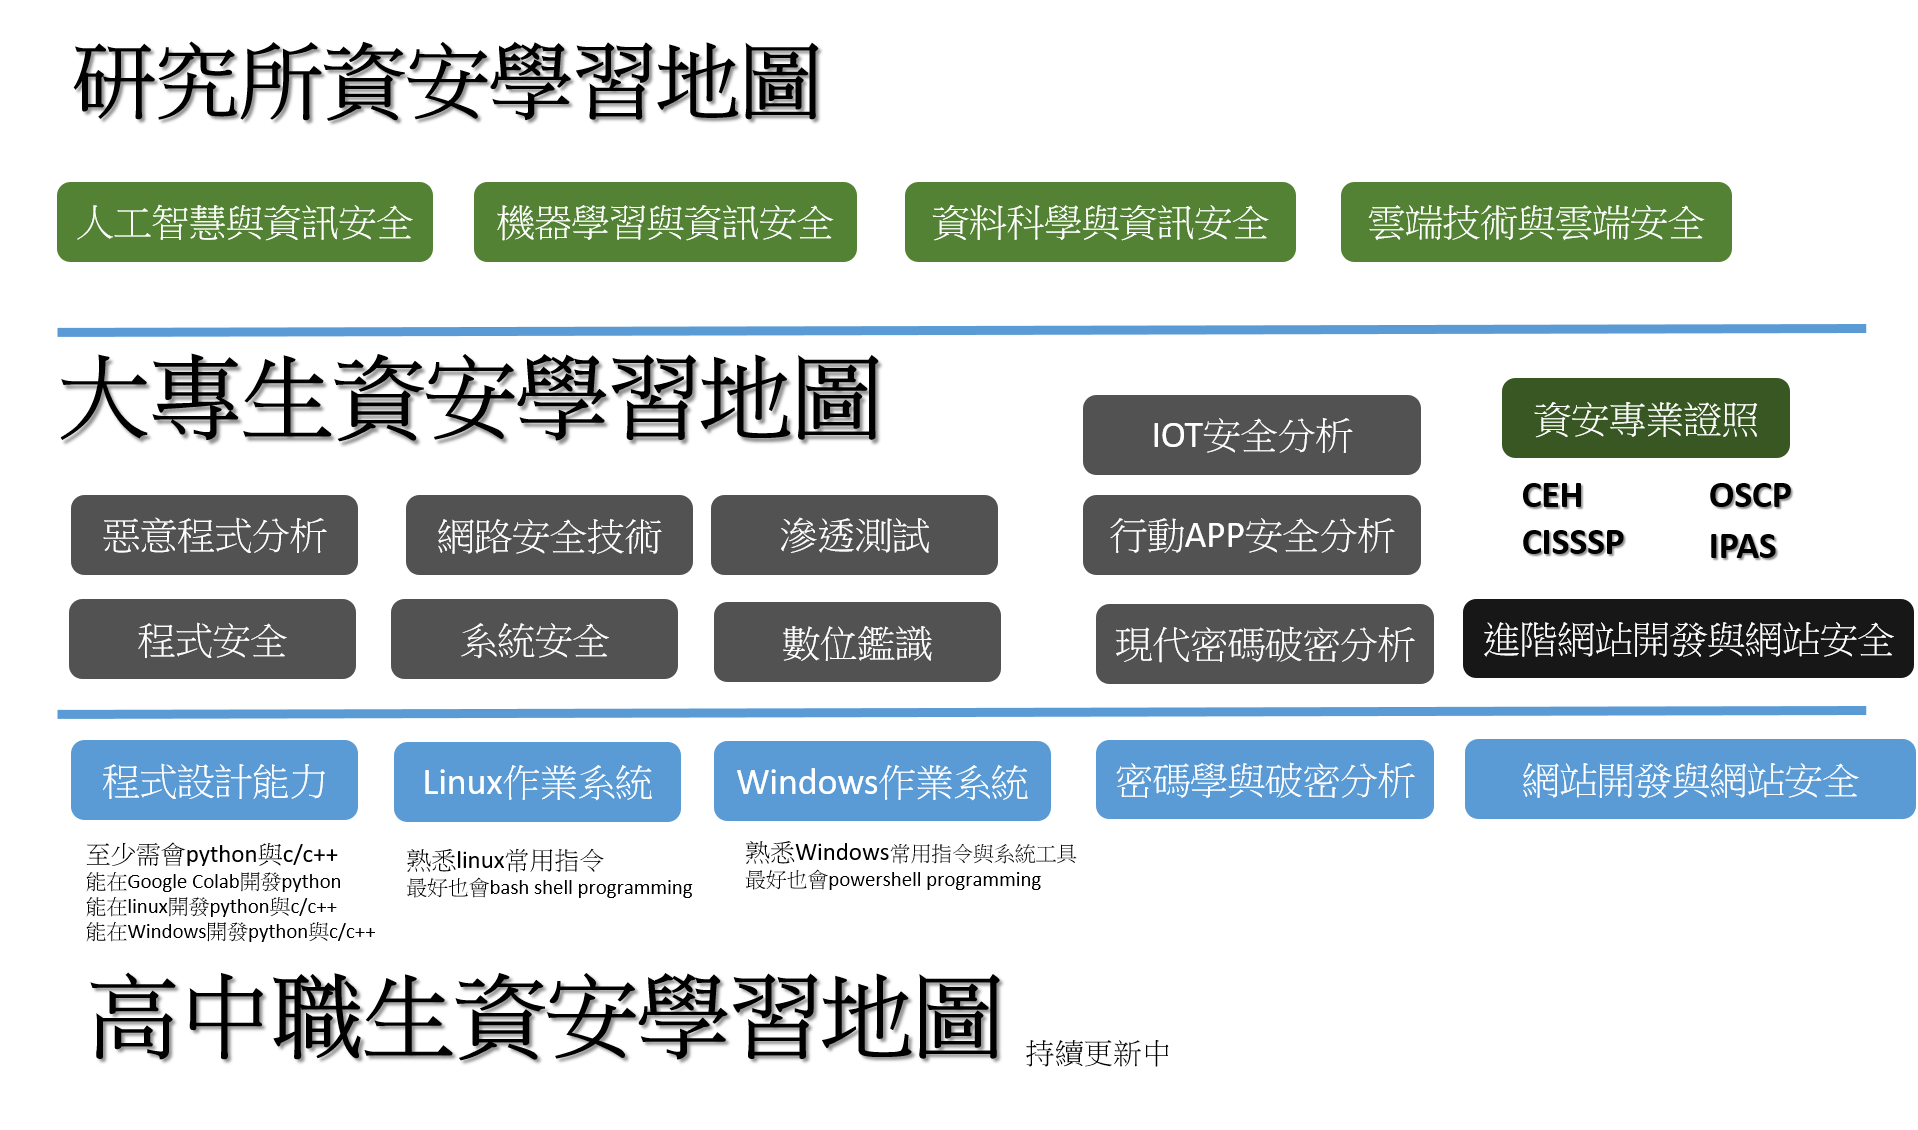 研究所資安學習地圖
人工智慧與資訊安全
機器學習與資訊安全
資料科學與資訊安全
雲端技術與雲端安全
大專生資安學習地圖
IOT安全分析
資安專業證照
CEH
OSCP
CISSSP
IPAS
惡意程式分析
網路安全技術
滲透測試
行動APP安全分析
程式安全
系統安全
數位鑑識
現代密碼破密分析
進階網站開發與網站安全
程式設計能力
Linux作業系統
Windows作業系統
密碼學與破密分析
網站開發與網站安全
至少需會python與c/c++
能在Google Colab開發python
能在linux開發python與c/c++
能在Windows開發python與c/c++
熟悉linux常用指令
最好也會bash shell programming
熟悉Windows常用指令與系統工具
最好也會powershell programming
高中職生資安學習地圖
持續更新中